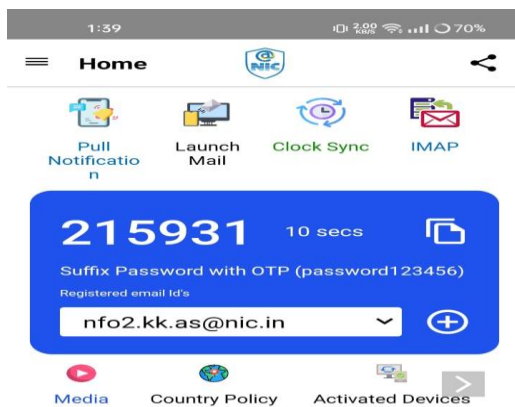 1:39 2.00 KB/S 70%
Home @ NIC
Pull Launch Clock Sync IMAP
Notificatio Mail
n
215931 10 secs
Suffix Password with OTP (password123456)
Registered email Id's
nfo2.kk.as@nic.in
Media Country Policy Activated Devices